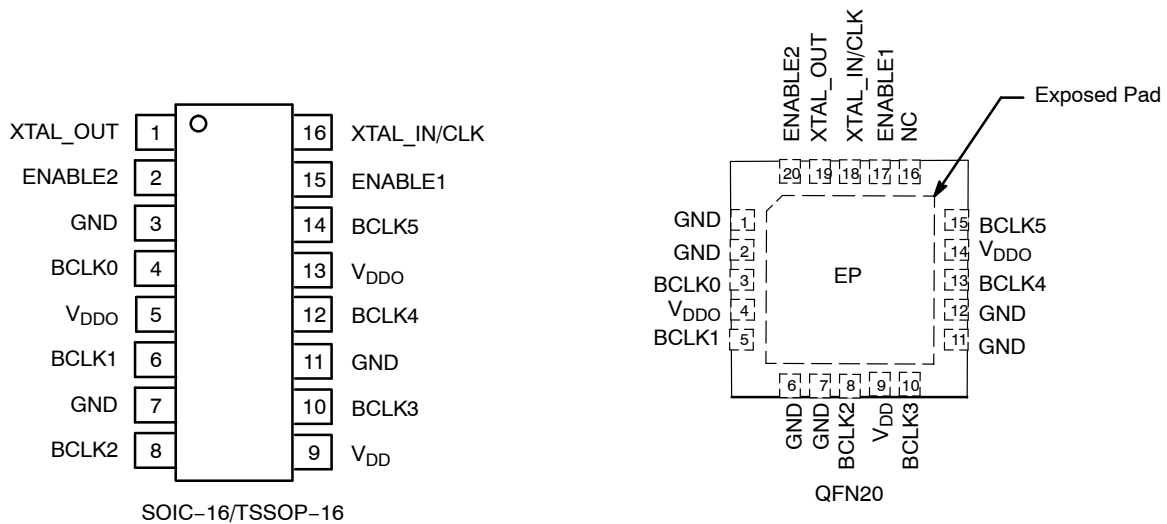 XTAL_OUT 1 16 XTAL_IN/CLK
ENABLE2 2 15 ENABLE1
GND 3 14 BCLK5
BCLK0 4 13 VDDO
VDDO 5 12 BCLK4
BCLK1 6 11 GND
GND 7 10 BCLK3
BCLK2 8 9 VDD
SOIC−16/TSSOP−16
ENABLE2
XTAL_OUT
XTAL_IN/CLK
ENABLE1
NC
Exposed Pad
20 19 18 17 16
GND 1 15 BCLK5
GND 2 14 VDDO
BCLK0 3 EP 13 BCLK4
VDDO 4 12 GND
BCLK1 5 11 GND
6 7 8 9 10
GND
GND
BCLK2
VDD
BCLK3
QFN20